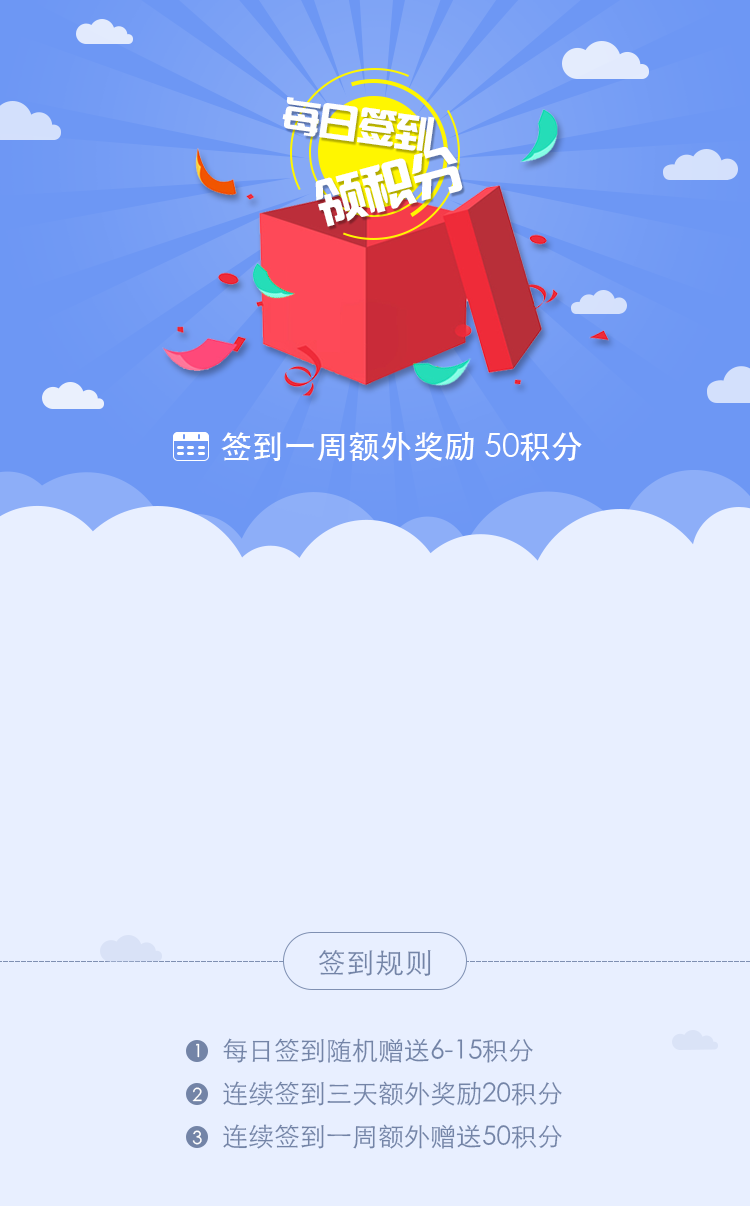 每日签到
领积分
签到一周额外奖励 50积分
签到规则
1 每日签到随机赠送6-15积分
2 连续签到三天额外奖励20积分
3 连续签到一周额外赠送50积分